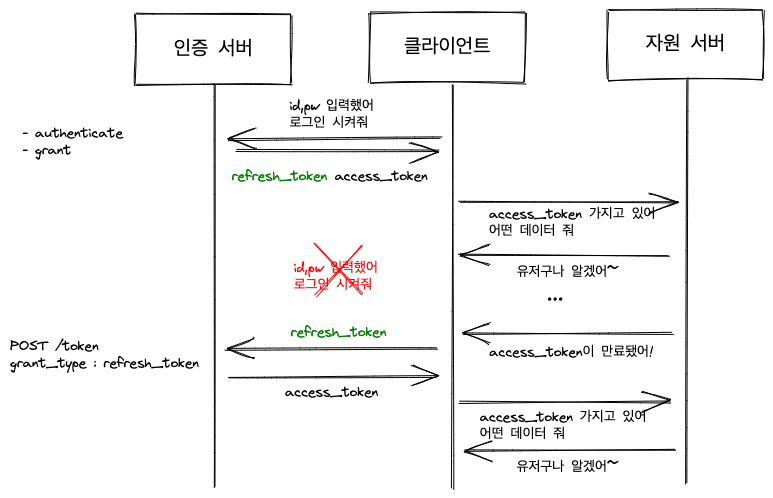 인증 서버
클라이언트
자원 서버
id,pw 입력했어
로그인 시켜줘
- authenticate
- grant
refresh_token access_token
access_token 가지고 있어
어떤 데이터 줘
id,pw 입력했어
로그인 시켜줘
유저구나 알겠어~
...
refresh_token
POST /token
grant_type : refresh_token
access_token이 만료됐어!
access_token
access_token 가지고 있어
어떤 데이터 줘
유저구나 알겠어~